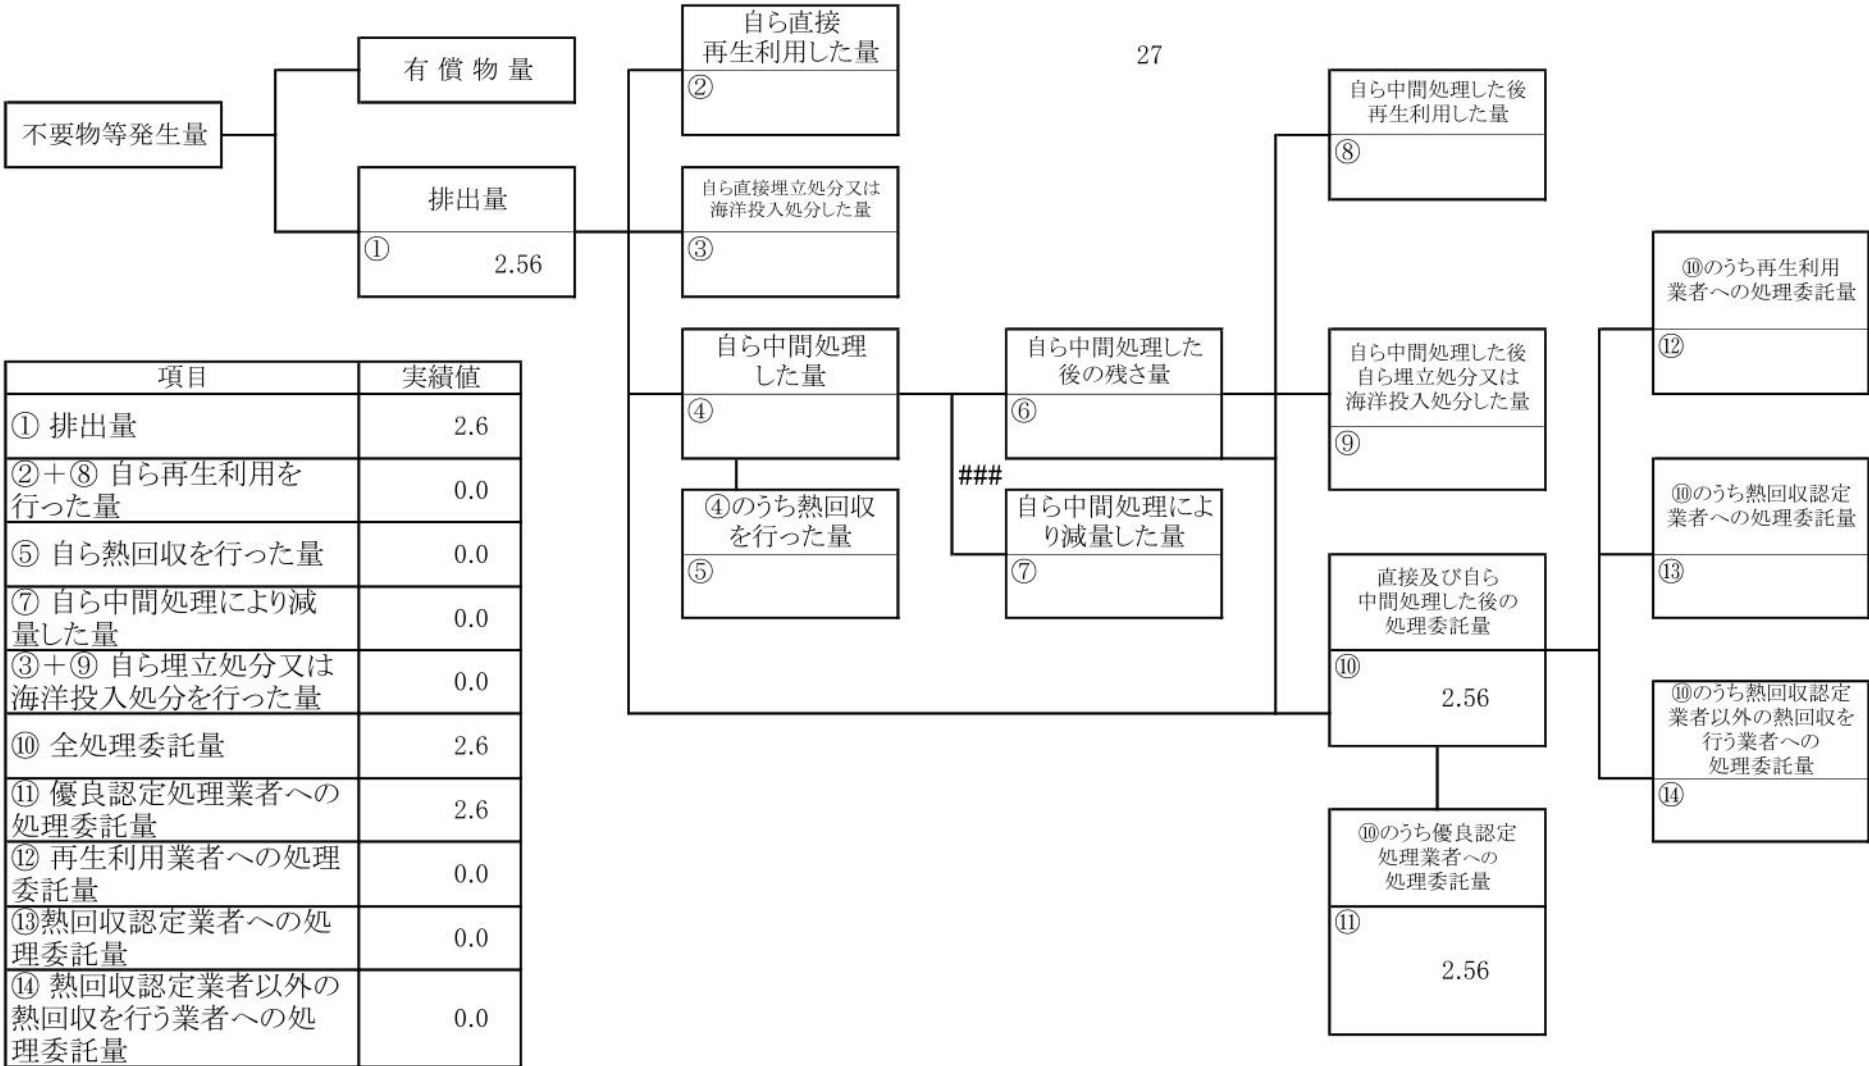 27
不要物等発生量
有償物量
排出量
①
2.56
自ら直接
再生利用した量
②
自ら直接埋立処分又は
海洋投入処分した量
③
自ら中間処理
した量
④
④のうち熱回収
を行った量
⑤
自ら中間処理した
後の残さ量
⑥
###
自ら中間処理によ
り減量した量
⑦
自ら中間処理した後
再生利用した量
⑧
自ら中間処理した後
自ら埋立処分又は
海洋投入処分した量
⑨
直接及び自ら
中間処理した後の
処理委託量
⑩
2.56
⑩のうち優良認定
処理業者への
処理委託量
⑪
2.56
⑩のうち再生利用
業者への処理委託量
⑫
⑩のうち熱回収認定
業者への処理委託量
⑬
⑩のうち熱回収認定
業者以外の熱回収を
行う業者への
処理委託量
⑭
項目 実績値
① 排出量 2.6
②＋⑧ 自ら再生利用を
行った量 0.0
⑤ 自ら熱回収を行った量 0.0
⑦ 自ら中間処理により減
量した量 0.0
③＋⑨ 自ら埋立処分又は
海洋投入処分を行った量 0.0
⑩ 全処理委託量 2.6
⑪ 優良認定処理業者への
処理委託量 2.6
⑫ 再生利用業者への処理
委託量 0.0
⑬熱回収認定業者への処
理委託量 0.0
⑭ 熱回収認定業者以外の
熱回収を行う業者への処 0.0
理委託量